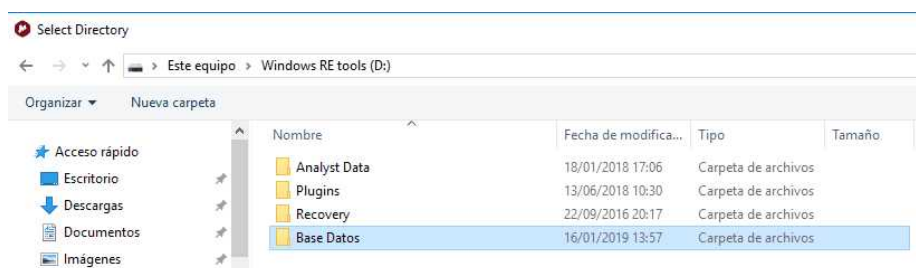 Select Directory
Este equipo > Windows RE tools (D:)
Organizar Nueva carpeta
Nombre Fecha de modifica... Tipo Tamaño
Acceso rápido
Analyst Data 18/01/2018 17:06 Carpeta de archivos
Escritorio
Plugins 13/06/2018 10:30 Carpeta de archivos
Descargas
Recovery 22/09/2016 20:17 Carpeta de archivos
Documentos
Base Datos 16/01/2019 13:57 Carpeta de archivos
Imágenes